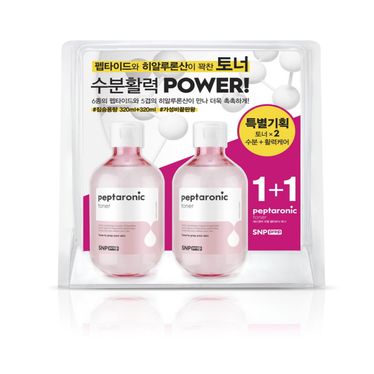 펩타이드와 히알루론산이 꽉찬 토너
수분활력 POWER!
6종의 펩타이드와 5겹의 히알루론산이 만나 더욱 촉촉하게!
#짐승용량 320ml+320ml #가성비끝판왕
특별기획
토너×2
수분+활력케어
1+1
peptaronic
toner
SNP prep
peptaronic
toner
SNP prep
peptaronic
toner
SNP prep